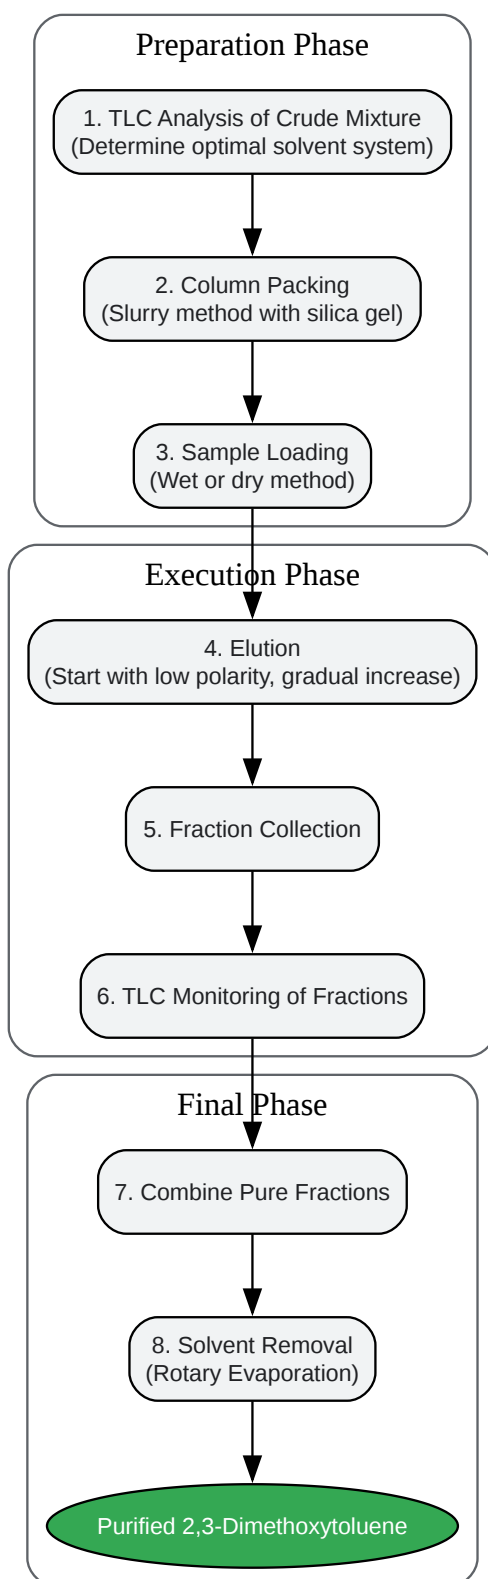 Preparation Phase
1. TLC Analysis of Crude Mixture
(Determine optimal solvent system)
2. Column Packing
(Slurry method with silica gel)
3. Sample Loading
(Wet or dry method)
Execution Phase
4. Elution
(Start with low polarity, gradual increase)
5. Fraction Collection
6. TLC Monitoring of Fractions
Final Phase
7. Combine Pure Fractions
8. Solvent Removal
(Rotary Evaporation)
Purified 2,3-Dimethoxytoluene